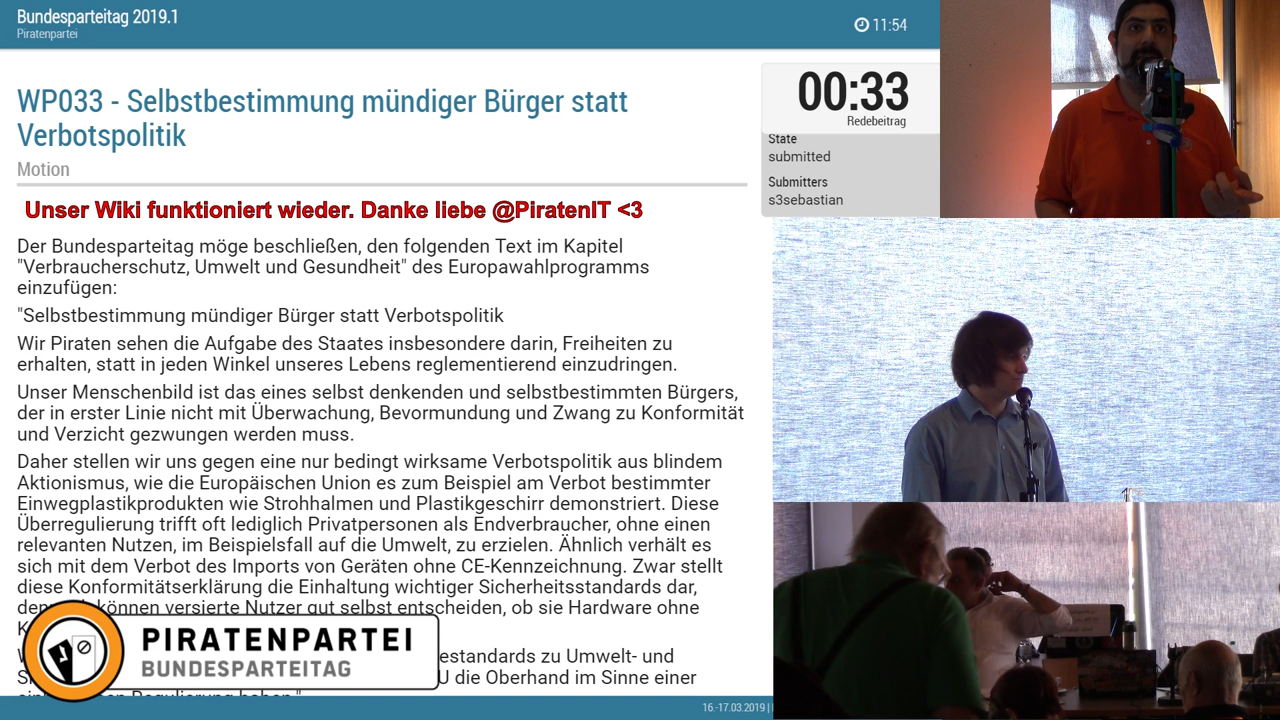 Bundesparteitag 2019.1
Piratenpartei
11:54
WP033 - Selbstbestimmung mündiger Bürger statt
Verbotspolitik
Motion
00:33
Redebeitrag
State
submitted
Submitters
s3sebastian
Unser Wiki funktioniert wieder. Danke liebe @PiratenIT <3
Der Bundesparteitag möge beschließen, den folgenden Text im Kapitel
"Verbraucherschutz, Umwelt und Gesundheit" des Europawahlprogramms
einzufügen:
"Selbstbestimmung mündiger Bürger statt Verbotspolitik
Wir Piraten sehen die Aufgabe des Staates insbesondere darin, Freiheiten zu
erhalten, statt in jeden Winkel unseres Lebens reglementierend einzudringen.
Unser Menschenbild ist das eines selbst denkenden und selbstbestimmten Bürgers,
der in erster Linie nicht mit Überwachung, Bevormundung und Zwang zu Konformität
und Verzicht gezwungen werden muss.
Daher stellen wir uns gegen eine nur bedingt wirksame Verbotspolitik aus blindem
Aktionismus, wie die Europäischen Union es zum Beispiel am Verbot bestimmter
Einwegplastikprodukte wie Strohhalmen und Plastikgeschirr demonstriert. Diese
Überregulierung trifft oft lediglich Privatpersonen als Endverbraucher, ohne einen
relevanten Nutzen, im Beispielsfall auf die Umwelt, zu erzielen. Ähnlich verhält es
sich mit dem Verbot des Imports von Geräten ohne CE-Kennzeichnung. Zwar stellt
diese Konformitätserklärung die Einhaltung wichtiger Sicherheitsstandards dar,
können versierte Nutzer gut selbst entscheiden, ob sie Hardware ohne
zu Umwelt- und
die Oberhand im Sinne einer
Regulierung haben."
PIRATENPARTEI
BUNDESPARTEITAG
16.-17.03.2019 |